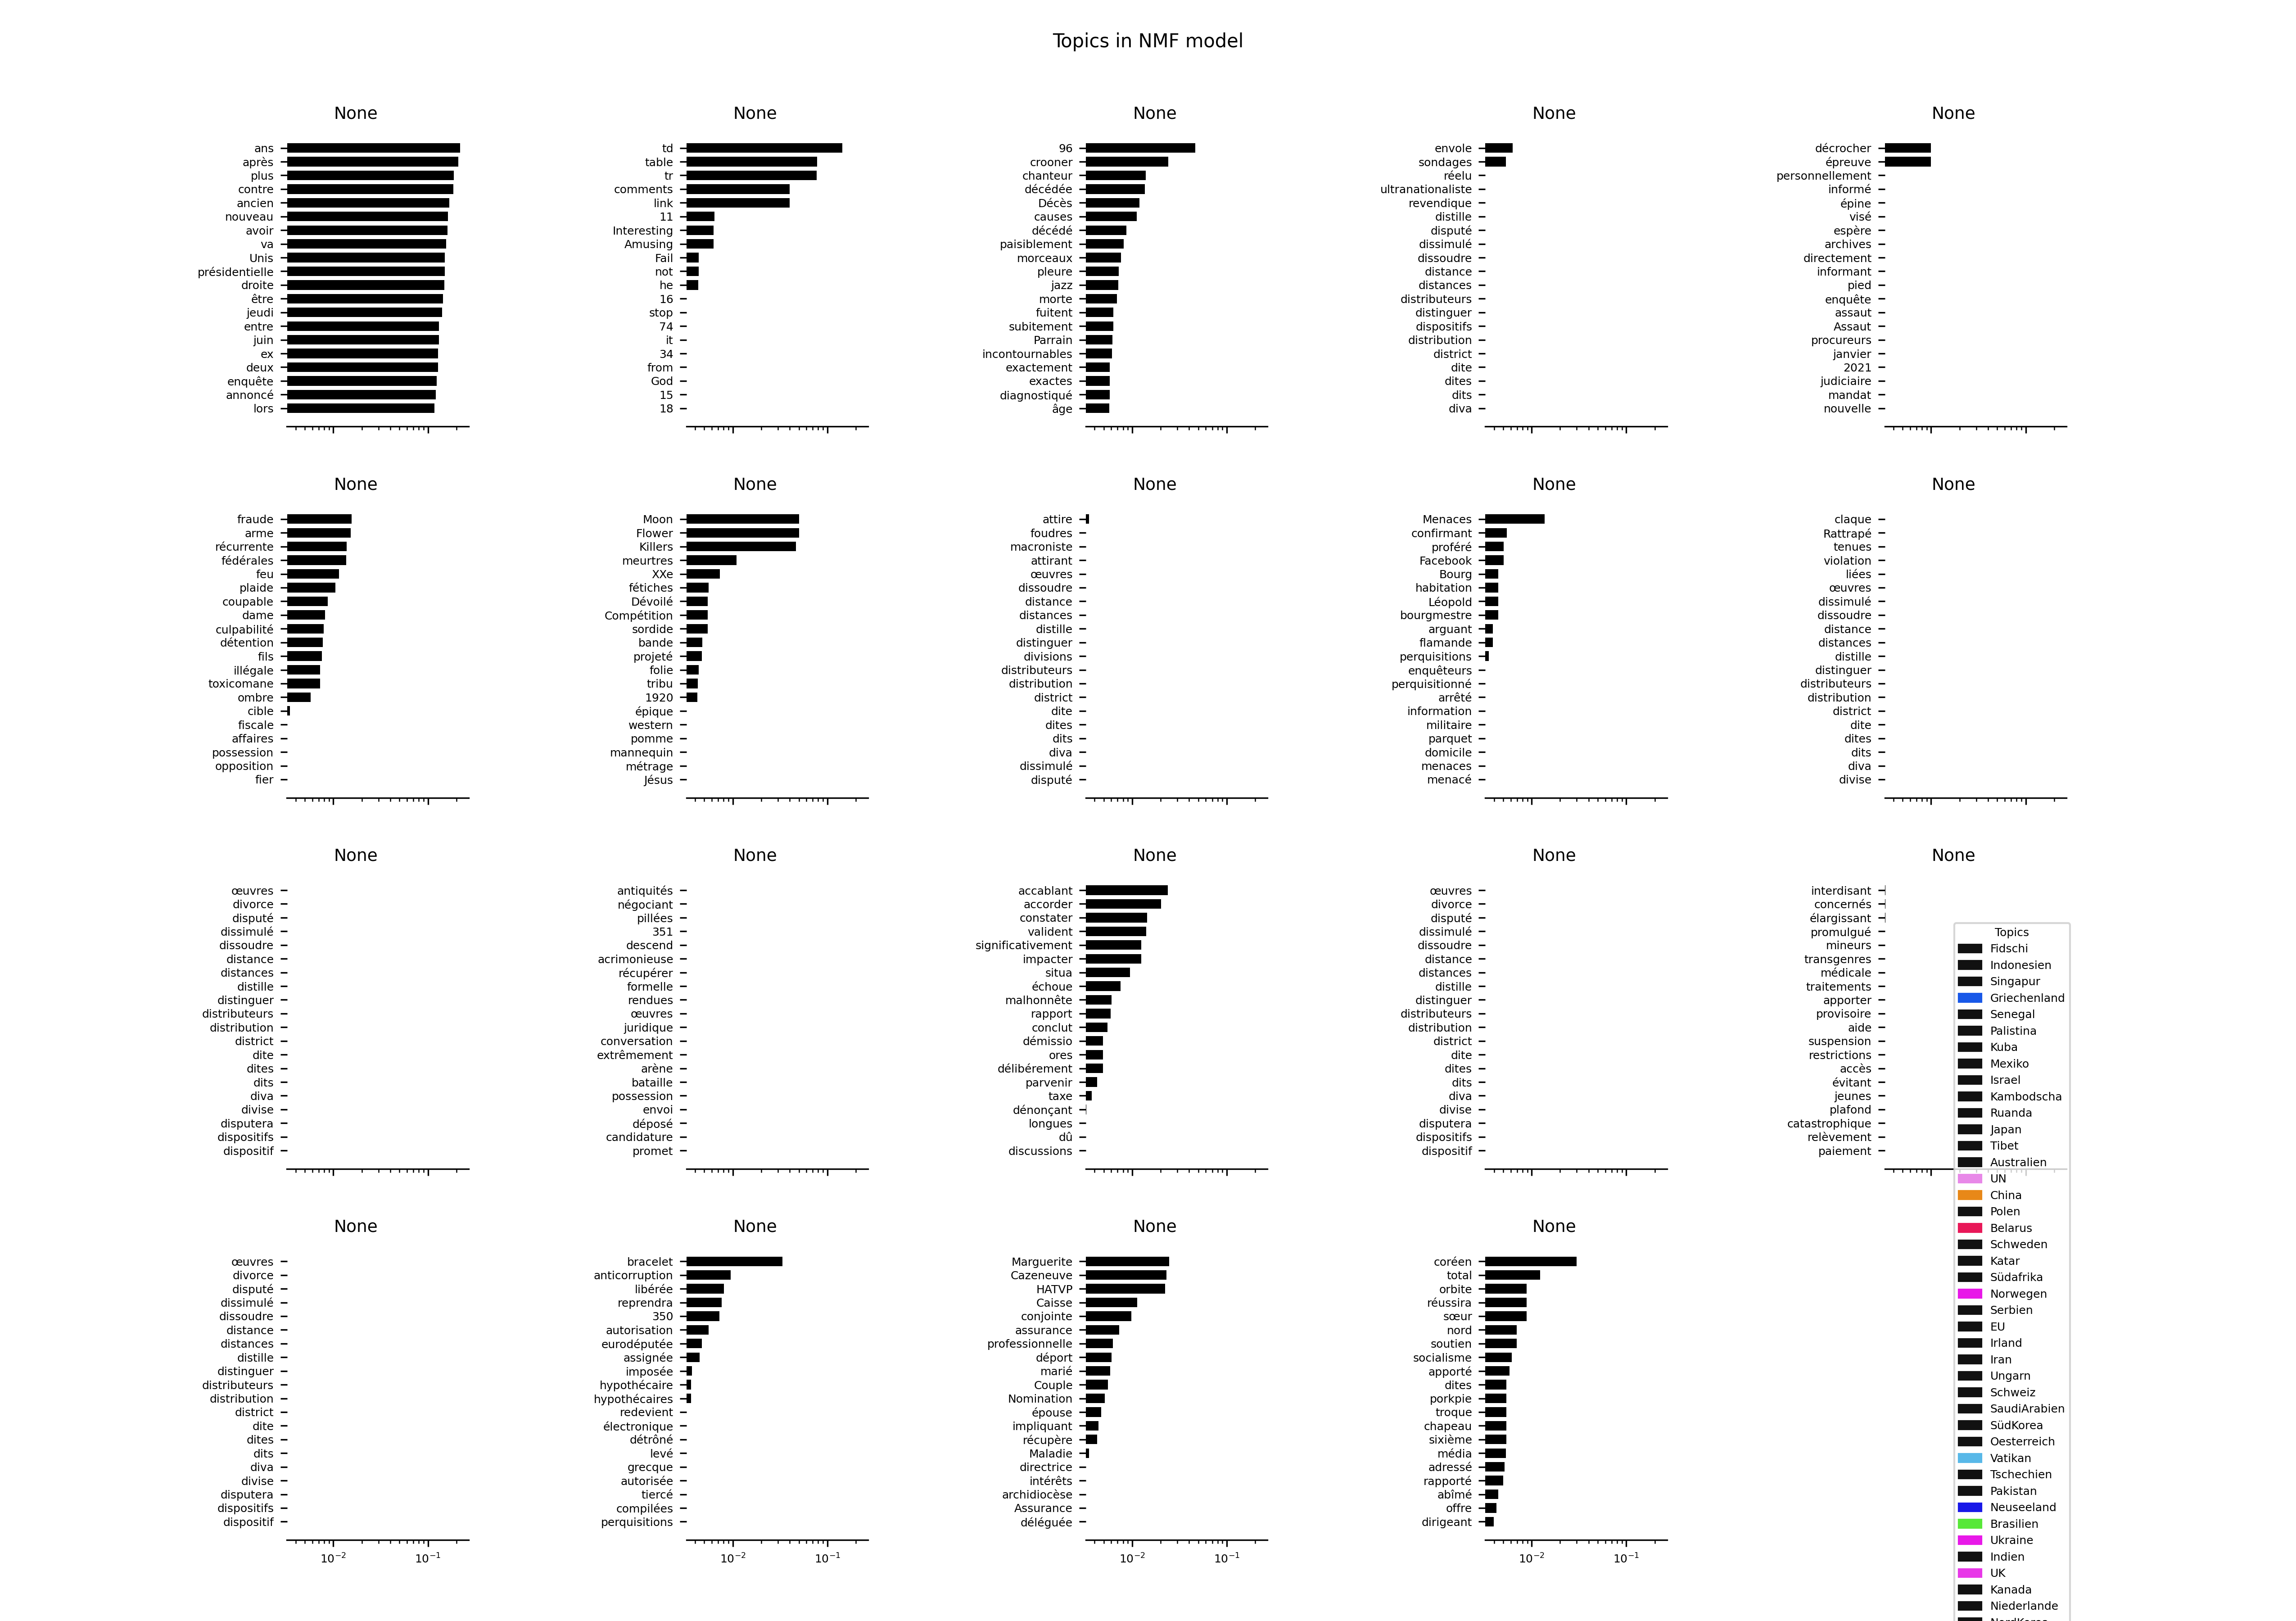 Topics in NMF model
None
ans
après
plus
contre
ancien
nouveau
avoir
va
Unis
présidentielle
droite
être
jeudi
entre
juin
ex
deux
enquête
annoncé
lors
None
td
table
tr
comments
link
11
Interesting
Amusing
Fail
not
he
16
stop
74
it
34
from
God
15
18
None
96
crooner
chanteur
décédée
Décès
causes
décédé
paisiblement
morceaux
pleure
jazz
morte
fuitent
subitement
Parrain
incontournables
exactement
exactes
diagnostiqué
âge
None
envole
sondages
réelu
ultranationaliste
revendique
distille
disputé
dissimulé
dissoudre
distance
distances
distributeurs
distinguer
dispositifs
distribution
district
dite
dites
dits
diva
None
décrocher
épreuve
personnellement
informé
épine
visé
espère
archives
directement
informant
pied
enquête
assaut
Assaut
procureurs
janvier
2021
judiciaire
mandat
nouvelle
None
fraude
arme
récurrente
fédérales
feu
plaide
coupable
dame
culpabilité
détention
fils
illégale
toxicomane
ombre
cible
fiscale
affaires
possession
opposition
fier
None
Moon
Flower
Killers
meurtres
XXe
fétiches
Dévoilé
Compétition
sordide
bande
projeté
folie
tribu
1920
épique
western
pomme
mannequin
métrage
Jésus
None
attire
foudres
macroniste
attirant
œuvres
dissoudre
distance
distances
distille
distinguer
divisions
distributeurs
distribution
district
dite
dites
dits
diva
dissimulé
disputé
None
Menaces
confirmant
proféré
Facebook
Bourg
habitation
Léopold
bourgmestre
arguant
flamande
perquisitions
enquêteurs
perquisitionné
arrêté
information
militaire
parquet
domicile
menaces
menacé
None
claque
Rattrapé
tenues
violation
liées
œuvres
dissimulé
dissoudre
distance
distances
distille
distinguer
distributeurs
distribution
district
dite
dites
dits
diva
divise
None
œuvres
divorce
disputé
dissimulé
dissoudre
distance
distances
distille
distinguer
distributeurs
distribution
district
dite
dites
dits
diva
divise
disputera
dispositifs
dispositif
None
antiquités
négociant
pillées
351
descend
acrimonieuse
récupérer
formelle
rendues
œuvres
juridique
conversation
extrêmement
arène
bataille
possession
envoi
déposé
candidature
promet
None
accablant
accorder
constater
valident
significativement
impacter
situa
échoue
malhonnête
rapport
conclut
démissio
ores
délibérement
parvenir
taxe
dénonçant
longues
dû
discussions
None
œuvres
divorce
disputé
dissimulé
dissoudre
distance
distances
distille
distinguer
distributeurs
distribution
district
dite
dites
dits
diva
divise
disputera
dispositifs
dispositif
None
interdisant
concernés
élargissant
promulgué
mineurs
transgenres
médicale
traitements
apporter
provisoire
aide
suspension
restrictions
accès
évitant
jeunes
plafond
catastrophique
relèvement
paiement
None
œuvres
divorce
disputé
dissimulé
dissoudre
distance
distances
distille
distinguer
distributeurs
distribution
district
dite
dites
dits
diva
divise
disputera
dispositifs
dispositif
10⁻² 10⁻¹
None
bracelet
anticorruption
libérée
reprendra
350
autorisation
eurodéputée
assignée
imposée
hypothécaire
hypothécaires
redevient
électronique
détrôné
levé
grecque
autorisée
tiercé
compilées
perquisitions
10⁻² 10⁻¹
None
Marguerite
Cazeneuve
HATVP
Caisse
conjointe
assurance
professionnelle
déport
marié
Couple
Nomination
épouse
impliquant
récupère
Maladie
directrice
intérêts
archidiocèse
Assurance
déléguée
10⁻² 10⁻¹
None
coréen
total
orbite
réussira
sœur
nord
soutien
socialisme
apporté
dites
porkpie
troque
chapeau
sixième
média
adressé
rapporté
abîmé
offre
dirigeant
10⁻² 10⁻¹
Topics
Fidschi
Indonesien
Singapur
Griechenland
Senegal
Palistina
Kuba
Mexiko
Israel
Kambodscha
Ruanda
Japan
Tibet
Australien
UN
China
Polen
Belarus
Schweden
Katar
Südafrika
Norwegen
Serbien
EU
Irland
Iran
Ungarn
Schweiz
SaudiArabien
SüdKorea
Oesterreich
Vatikan
Tschechien
Pakistan
Neuseeland
Brasilien
Ukraine
Indien
UK
Kanada
Niederlande